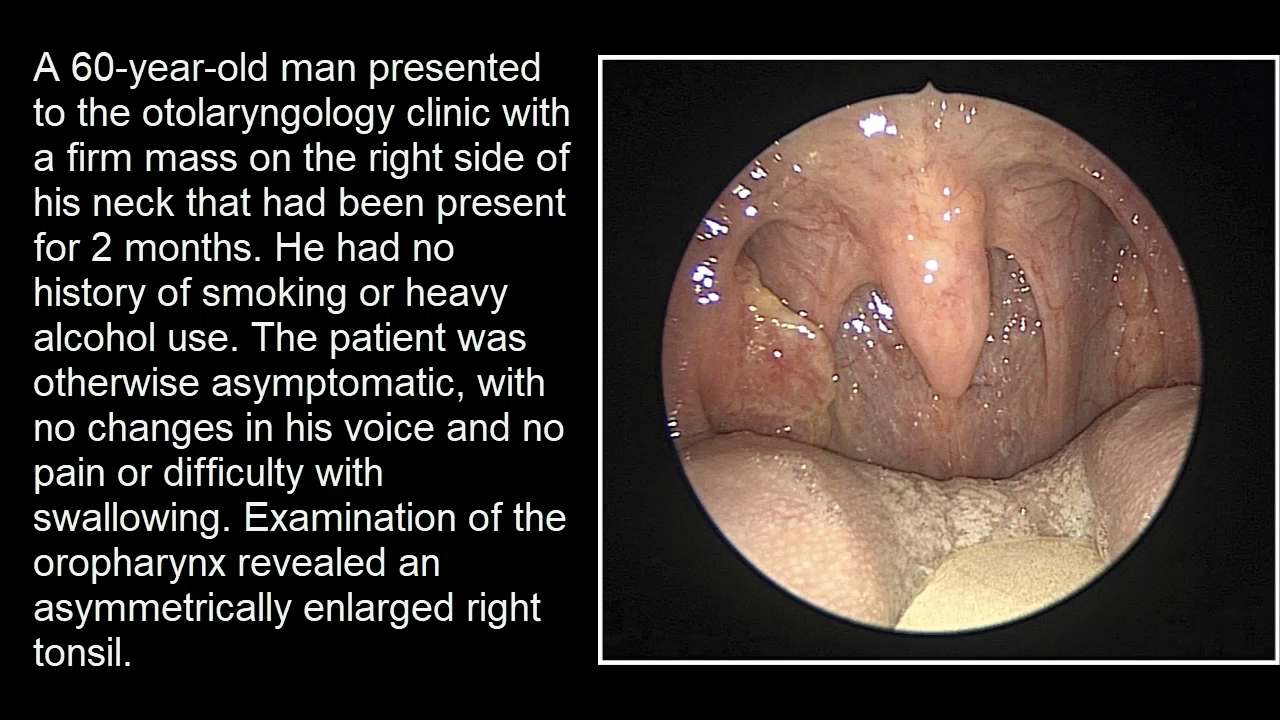 A 60-year-old man presented
to the otolaryngology clinic with
a firm mass on the right side of
his neck that had been present
for 2 months. He had no
history of smoking or heavy
alcohol use. The patient was
otherwise asymptomatic, with
no changes in his voice and no
pain or difficulty with
swallowing. Examination of the
oropharynx revealed an
asymmetrically enlarged right
tonsil.